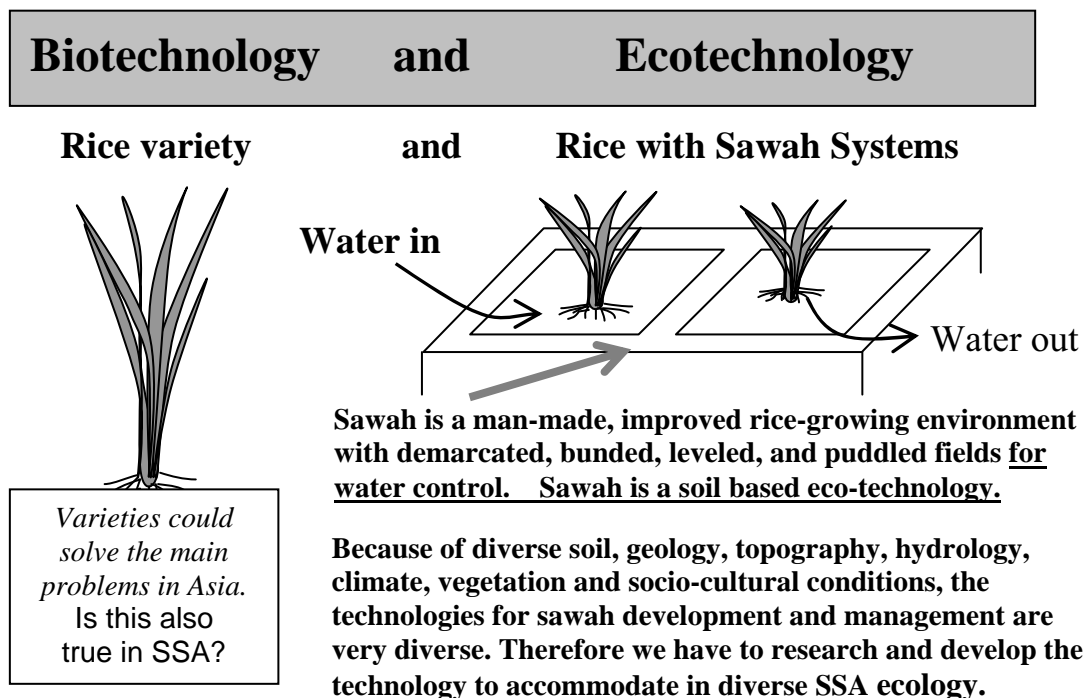 Biotechnology and Ecotechnology
Rice variety and Rice with Sawah Systems
Water in
Water out
Sawah is a man-made, improved rice-growing environment
with demarcated, bunded, leveled, and puddled fields for
water control. Sawah is a soil based eco-technology.
Varieties could
solve the main
problems in Asia.
Is this also
true in SSA?
Because of diverse soil, geology, topography, hydrology,
climate, vegetation and socio-cultural conditions, the
technologies for sawah development and management are
very diverse. Therefore we have to research and develop the
technology to accommodate in diverse SSA ecology.